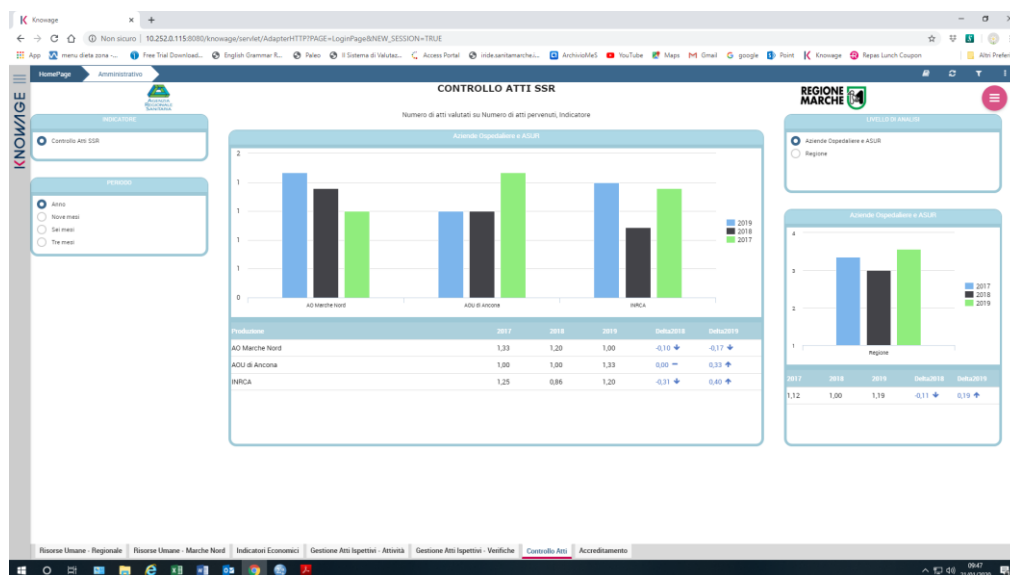 Knowage
Non sicuro | 10.252.0.115:8080/knowage/servlet/AdapterHTTP?PAGE=LoginPage&NEW_SESSION=TRUE
App menu dieta zona -... Free Trial Download... English Grammar R... Paleo Il Sistema di Valutaz... Access Portal iride.sanitamarche.i... ArchivioMeS YouTube Maps Gmail google Point Knowage Repas Lunch Coupon Altri Prefer
HomePage Amministrativo
KNOWAGE
AGENZIA
REGIONALE
SANITARIA
CONTROLLO ATTI SSR
REGIONE
MARCHE
Numero di atti valutati su Numero di atti pervenuti, Indicatore
INDICATORE
Controllo Atti SSR
PERIODO
Anno
Nove mesi
Sei mesi
Tre mesi
Aziende Ospedaliere e ASUR
2
1
1
1
1
0
AO Marche Nord AOU di Ancona INRCA
2019
2018
2017
Produzione 2017 2018 2019 Delta2018 Delta2019
AO Marche Nord 1,33 1,20 1,00 -0,10 -0,17
AOU di Ancona 1,00 1,00 1,33 0,00 0,33
INRCA 1,25 0,86 1,20 -0,31 0,40
LIVELLO DI ANALISI
Aziende Ospedaliere e ASUR
Regione
Aziende Ospedaliere e ASUR
4
3
2
1
Regione
2017
2018
2019
2017 2018 2019 Delta2018 Delta2019
1,12 1,00 1,19 -0,11 0,19
Risorse Umane - Regionale Risorse Umane - Marche Nord Indicatori Economici Gestione Atti Ispettivi - Attività Gestione Atti Ispettivi - Verifiche Controllo Atti Accreditamento
09:47